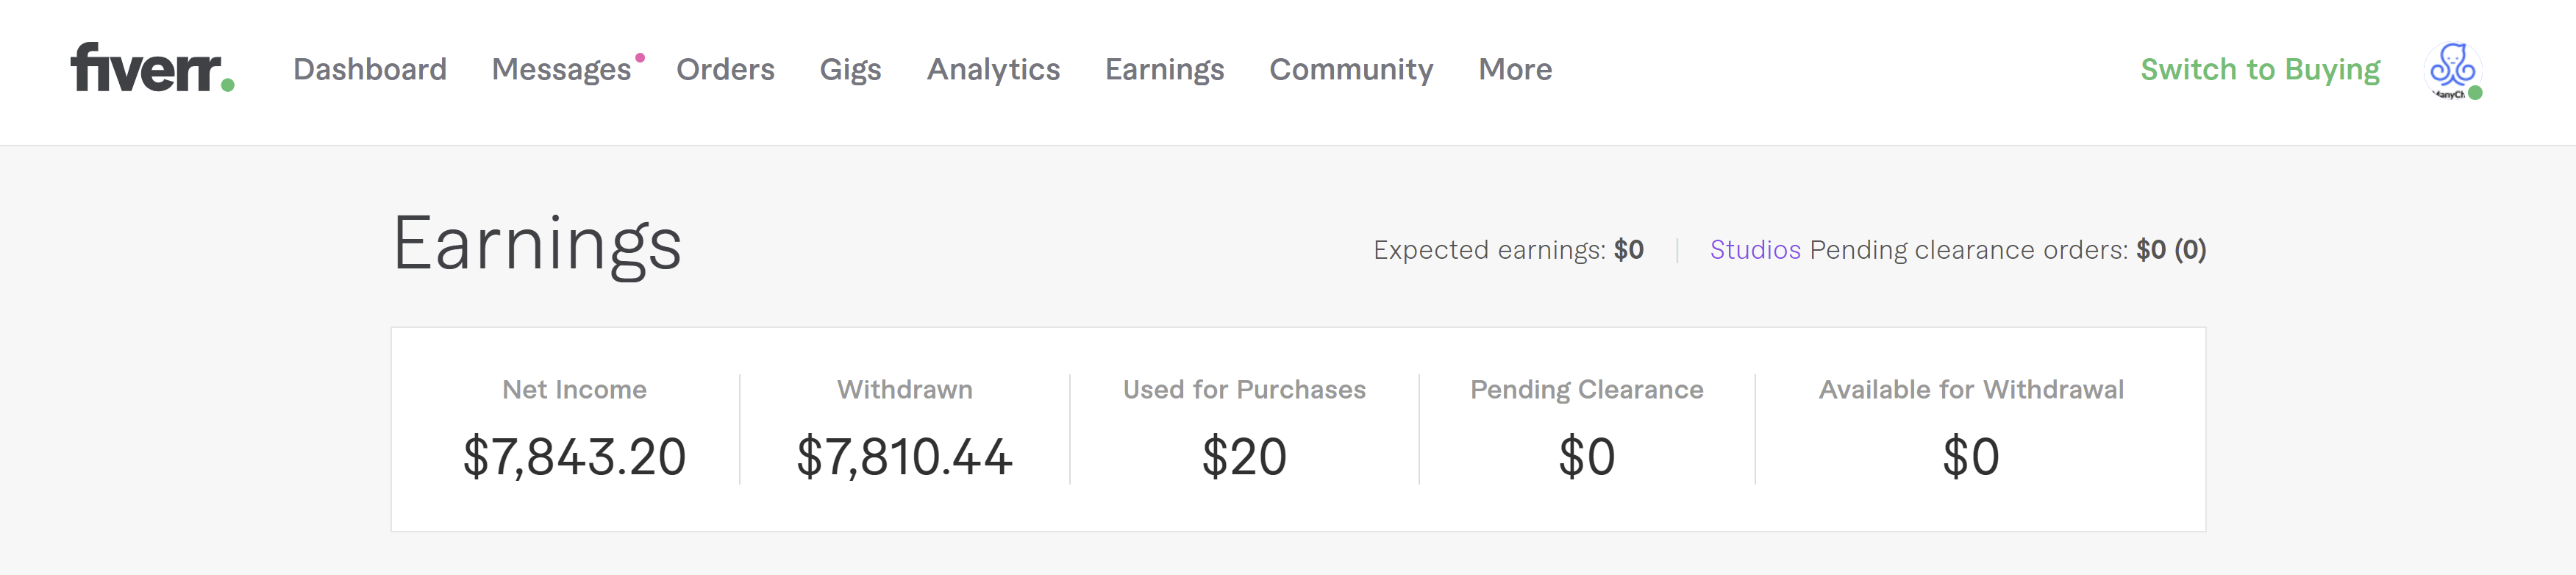 fiverr. Dashboard Messages Orders Gigs Analytics Earnings Community More Switch to Buying
Earnings
Expected earnings: $0 Studios Pending clearance orders: $0 (0)
Net Income Withdrawn Used for Purchases Pending Clearance Available for Withdrawal
$7,843.20 $7,810.44 $20 $0 $0